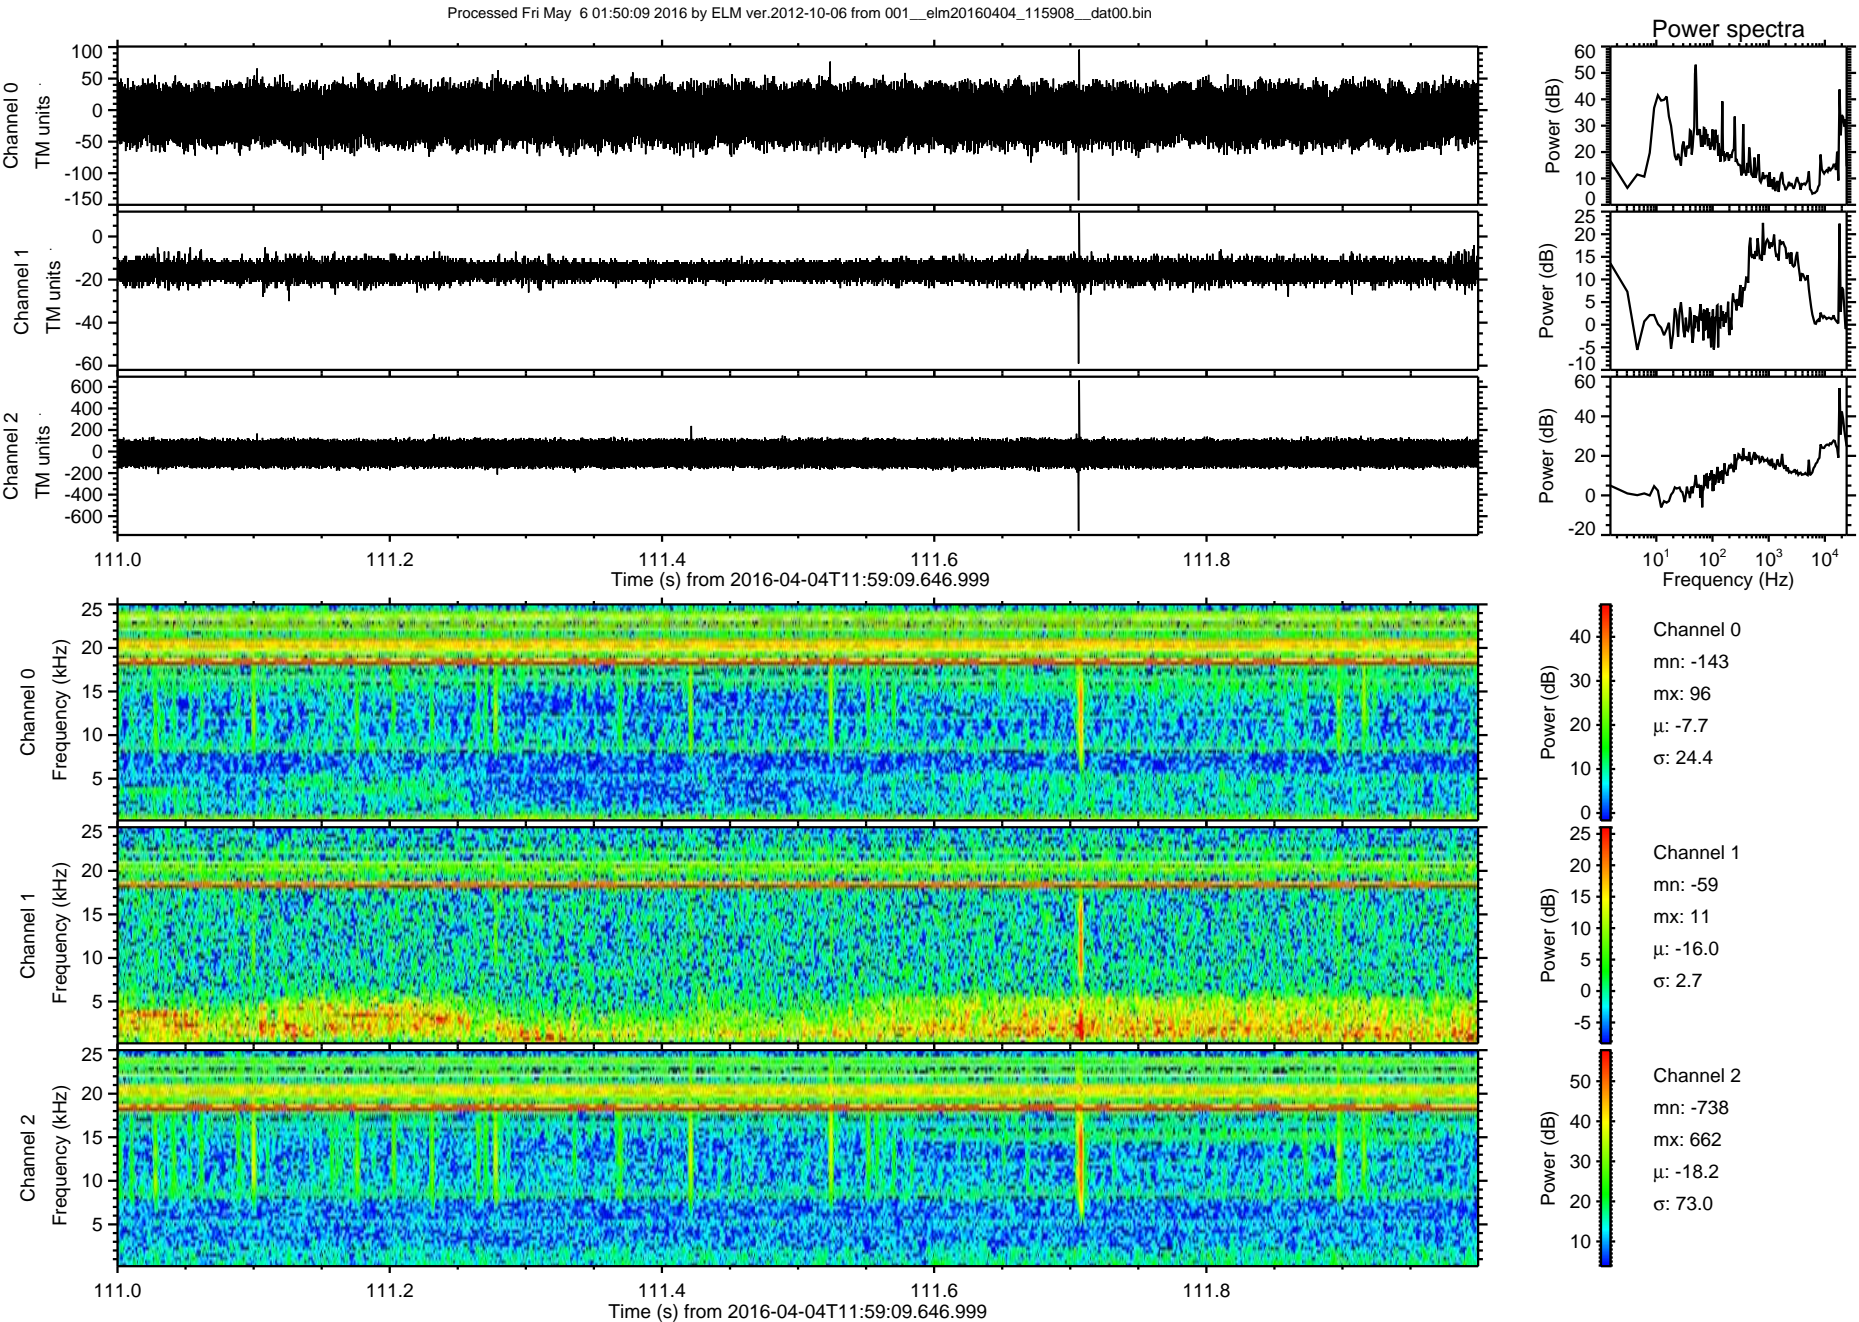 Processed Fri May  6 01:50:09 2016 by ELM ver.2012-10-06 from 001__elm20160404_115908__dat00.bin
Power spectra
Channel 0
TM units
100
50
0
-50
-100
-150
Power (dB)
60
50
40
30
20
10
0
Channel 1
TM units
0
-20
-40
-60
Power (dB)
25
20
15
10
5
0
-5
-10
Channel 2
TM units
600
400
200
0
-200
-400
-600
Power (dB)
60
40
20
0
-20
111.0 111.2 111.4 111.6 111.8
Time (s) from 2016-04-04T11:59:09.646.999
10^1 10^2 10^3 10^4
Frequency (Hz)
Channel 0
Frequency (kHz)
25
20
15
10
5
Power (dB)
40
30
20
10
0
Channel 0
mn: -143
mx: 96
μ: -7.7
σ: 24.4
Channel 1
Frequency (kHz)
25
20
15
10
5
Power (dB)
25
20
15
10
5
0
-5
Channel 1
mn: -59
mx: 11
μ: -16.0
σ: 2.7
Channel 2
Frequency (kHz)
25
20
15
10
5
Power (dB)
50
40
30
20
10
Channel 2
mn: -738
mx: 662
μ: -18.2
σ: 73.0
111.0 111.2 111.4 111.6 111.8
Time (s) from 2016-04-04T11:59:09.646.999